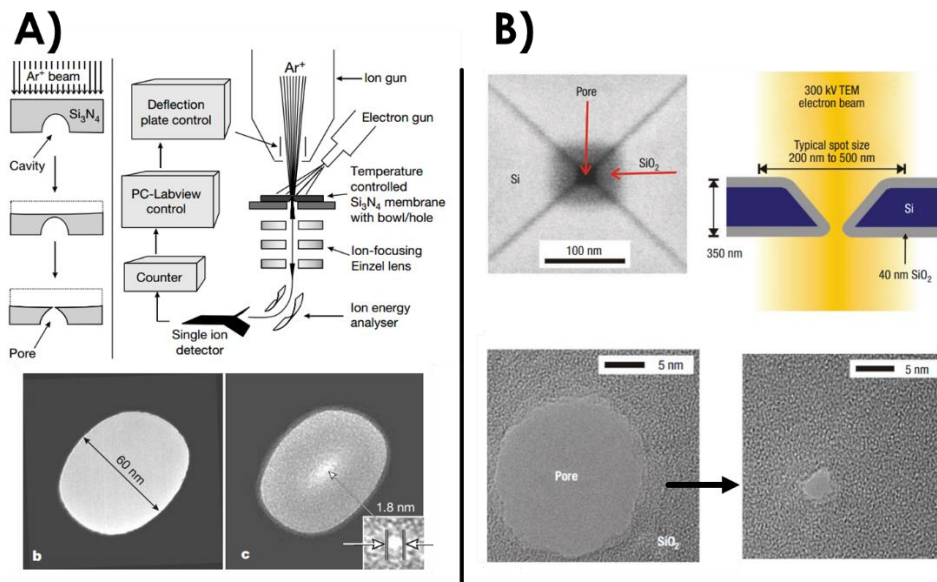 A)
Ar⁺ beam
Si₃N₄
Cavity
Pore
Deflection
plate control
PC-Labview
control
Counter
Single ion
detector
Ar⁺
Ion gun
Electron gun
Temperature
controlled
Si₃N₄ membrane
with bowl/hole
Ion-focusing
Einzel lens
Ion energy
analyser
60 nm
b
1.8 nm
c
B)
Pore
Si
SiO₂
100 nm
300 kV TEM
electron beam
Typical spot size
200 nm to 500 nm
Si
350 nm
40 nm SiO₂
5 nm
Pore
SiO₂
5 nm